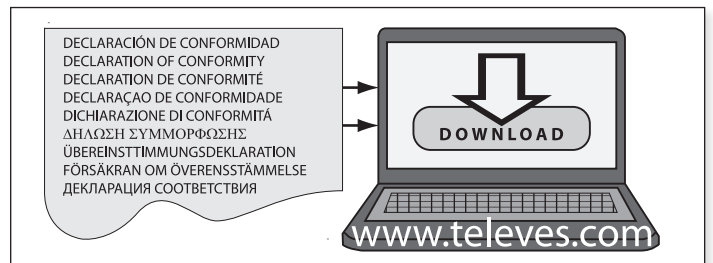 DECLARACIÓN DE CONFORMIDAD
DECLARATION OF CONFORMITY
DECLARATION DE CONFORMITÉ
DECLARAÇAO DE CONFORMIDADE
DICHIARAZIONE DI CONFORMITÁ
ΔΗΛΩΣΗ ΣΥΜΜΟΡΦΩΣΗΣ
ÜBEREINSTTIMMUNGSDEKLARATION
FÖRSÄKRAN OM ÖVERENSSTÄMMELSE
ДЕКЛАРАЦИЯ СООТВЕТСТВИЯ
DOWNLOAD
www.televes.com